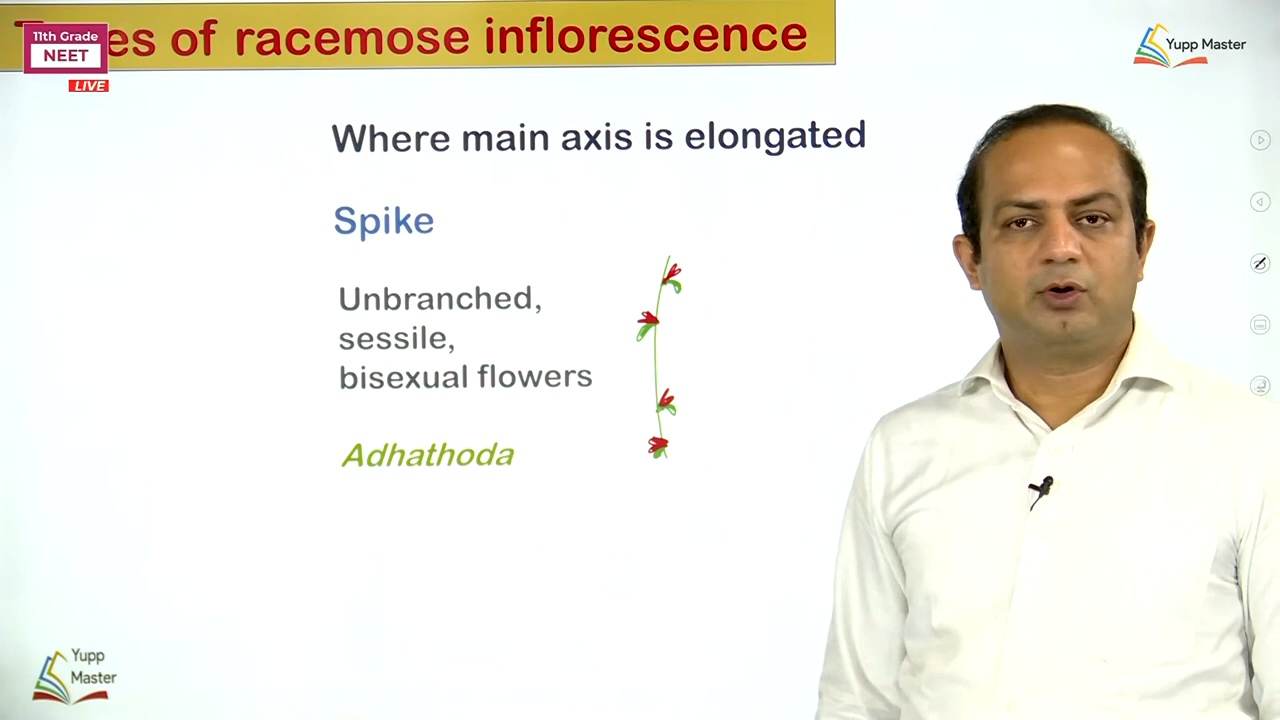 es of racemose inflorescence
11th Grade
NEET
LIVE
Yupp Master
Where main axis is elongated
Spike
Unbranched,
sessile,
bisexual flowers
Adhathoda
Yupp
Master